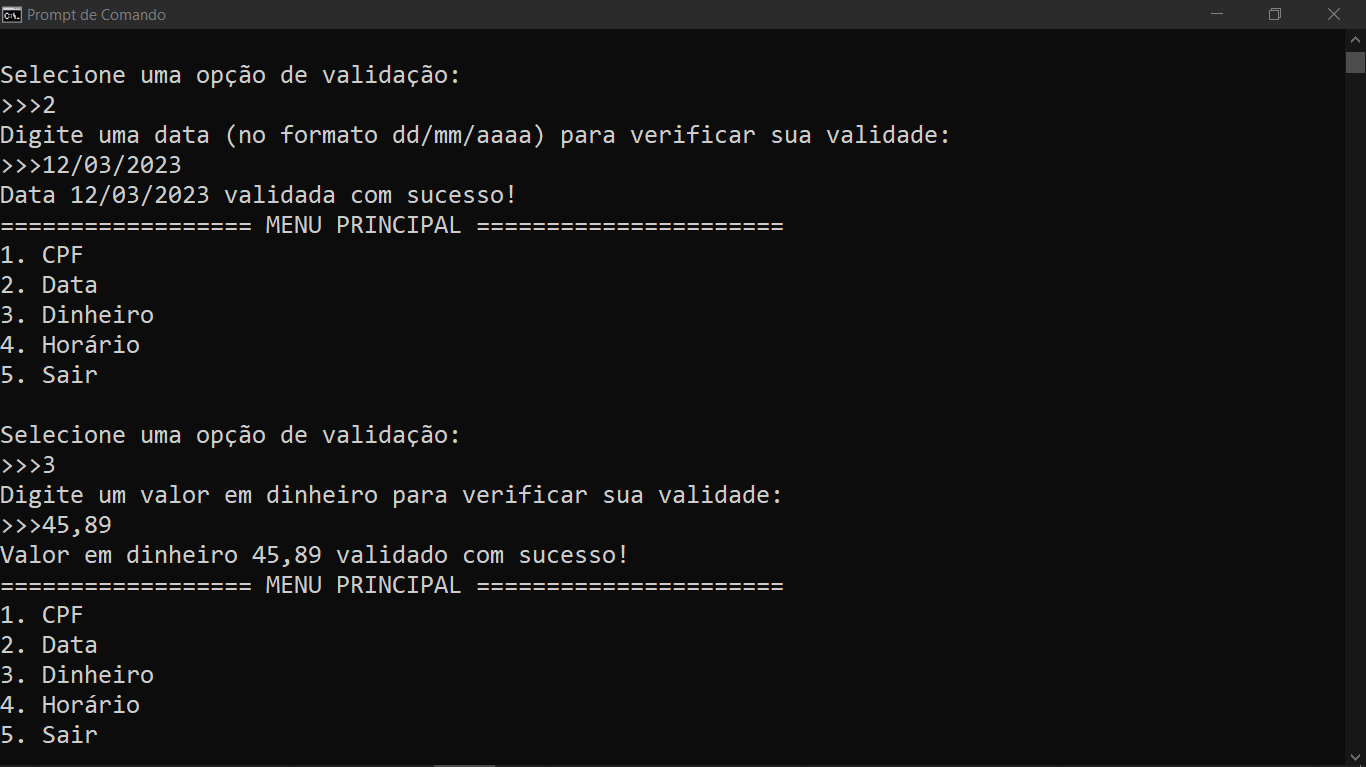 Prompt de Comando
Selecione uma opção de validação:
>>>2
Digite uma data (no formato dd/mm/aaaa) para verificar sua validade:
>>>12/03/2023
Data 12/03/2023 validada com sucesso!
================== MENU PRINCIPAL ======================
1. CPF
2. Data
3. Dinheiro
4. Horário
5. Sair
Selecione uma opção de validação:
>>>3
Digite um valor em dinheiro para verificar sua validade:
>>>45,89
Valor em dinheiro 45,89 validado com sucesso!
================== MENU PRINCIPAL ======================
1. CPF
2. Data
3. Dinheiro
4. Horário
5. Sair